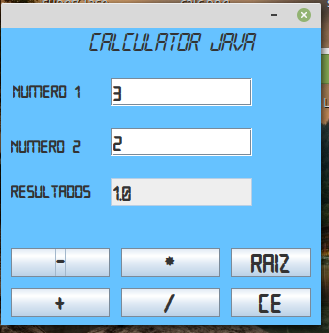 CALCULATOR JAVA
NUMERO 1
3
NUMERO 2
2
RESULTADOS
1.0
- * RAIZ
+ / CE